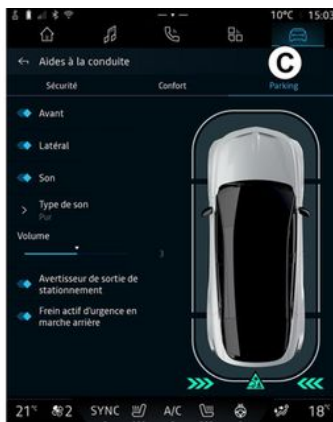 10°C 15:03
Aides à la conduite
C
Sécurité Confort Parking
Avant
Latéral
Son
Type de son
Pur
Volume
Avertisseur de sortie de
stationnement
Frein actif d'urgence en
marche arrière
21° 2 SYNC A/C 18°